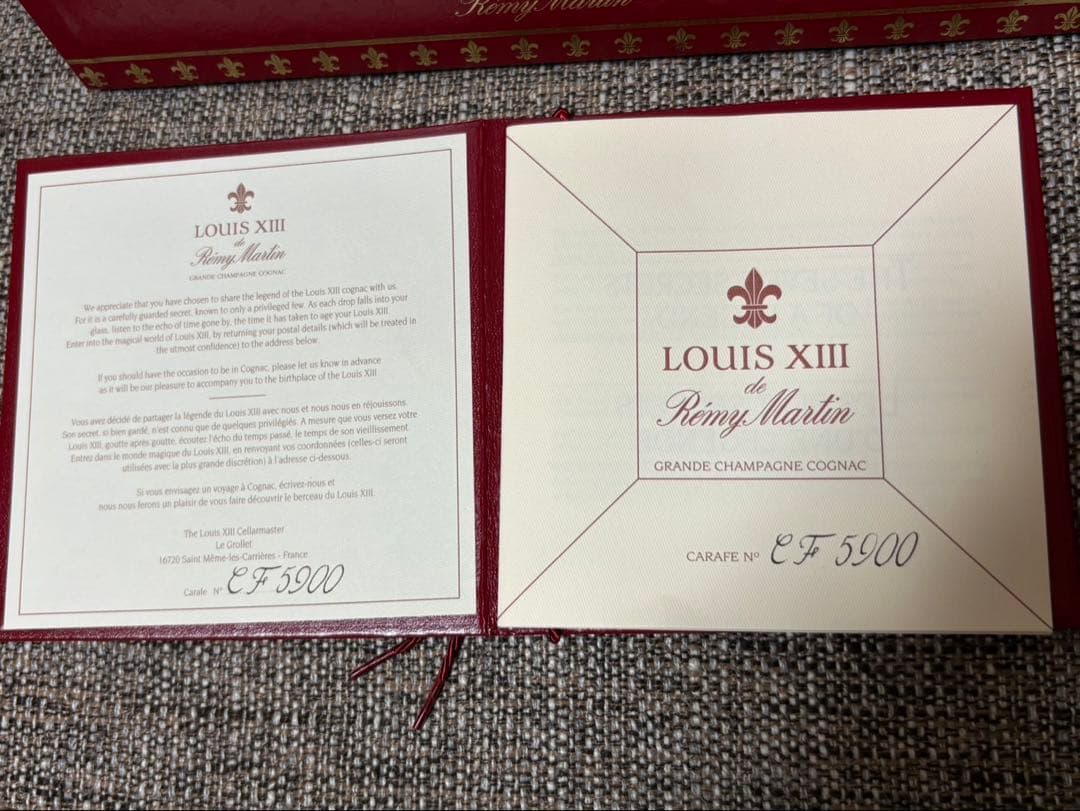 Rémy Martin
LOUIS XIII
de
Rémy Martin
GRANDE CHAMPAGNE COGNAC
We appreciate that you have chosen to share the legend of the Louis XIII cognac with us.
For it is a carefully guarded secret, known to only a privileged few. As each drop falls into your
glass, listen to the echo of time gone by, the time it has taken to age your Louis XIII.
Enter into the magical world of Louis XIII, by returning your postal details (which will be treated in
the utmost confidence) to the address below.
If you should have the occasion to be in Cognac, please let us know in advance
as it will be our pleasure to accompany you to the birthplace of the Louis XIII
Vous avez décidé de partager la légende du Louis XIII avec nous et nous nous en réjouissons.
Son secret, si bien gardé, n'est connu que de quelques privilégiés. A mesure que vous versez votre
Louis XIII, goutte après goutte, écoutez l'écho du temps passé, le temps de son vieillissement.
Entrez dans le monde magique du Louis XIII, en renvoyant vos coordonnées (celles-ci seront
utilisées avec la plus grande discrétion) à l'adresse ci-dessous.
Si vous envisagez un voyage à Cognac, écrivez-nous et
nous nous ferons un plaisir de vous faire découvrir le berceau du Louis XIII.
The Louis XIII Cellarmaster
Le Grollet
16720 Saint Même-les-Carrières - France
Carafe N° CF 5900
LOUIS XIII
de
Rémy Martin
GRANDE CHAMPAGNE COGNAC
CARAFE N° CF 5900